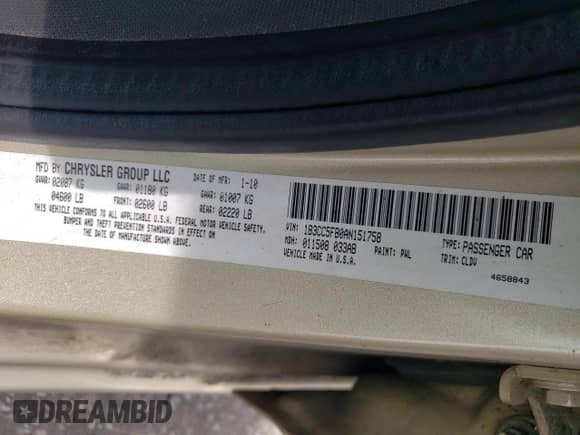 MFD BY CHRYSLER GROUP LLC DATE OF MFR: 1-10
GVWR: 02087 KG GAWR: 01180 KG GAWR: 01007 KG
04600 LB FRONT: 02600 LB REAR: 02220 LB
THIS VEHICLE CONFORMS TO ALL APPLICABLE U.S.A. FEDERAL MOTOR VEHICLE SAFETY,
BUMPER AND THEFT PREVENTION STANDARDS IN EFFECT ON THE DATE OF MFR. SHOWN ABOVE.
VIN: 1B3CC5FB0AN151758 TYPE: PASSENGER CAR
MDH: 011508 033AB PAINT: PWL TRIM: CLDV
VEHICLE MADE IN U.S.A.
4658843
DREAMBID